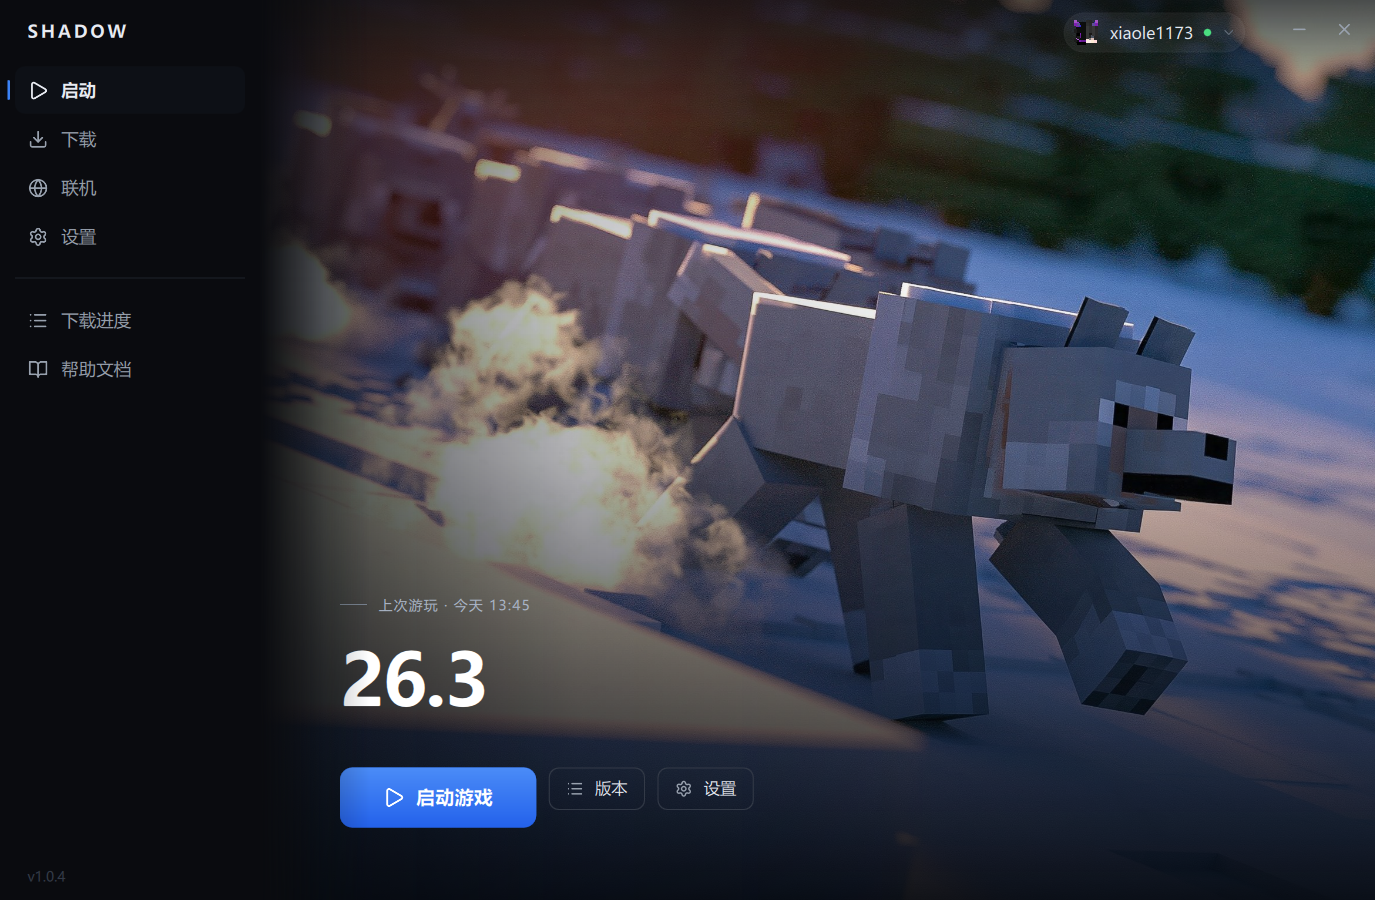 SHADOW
xiaole1173
启动
下载
联机
设置
下载进度
帮助文档
上次游玩 · 今天 13:45
26.3
启动游戏
版本
设置
v1.0.4